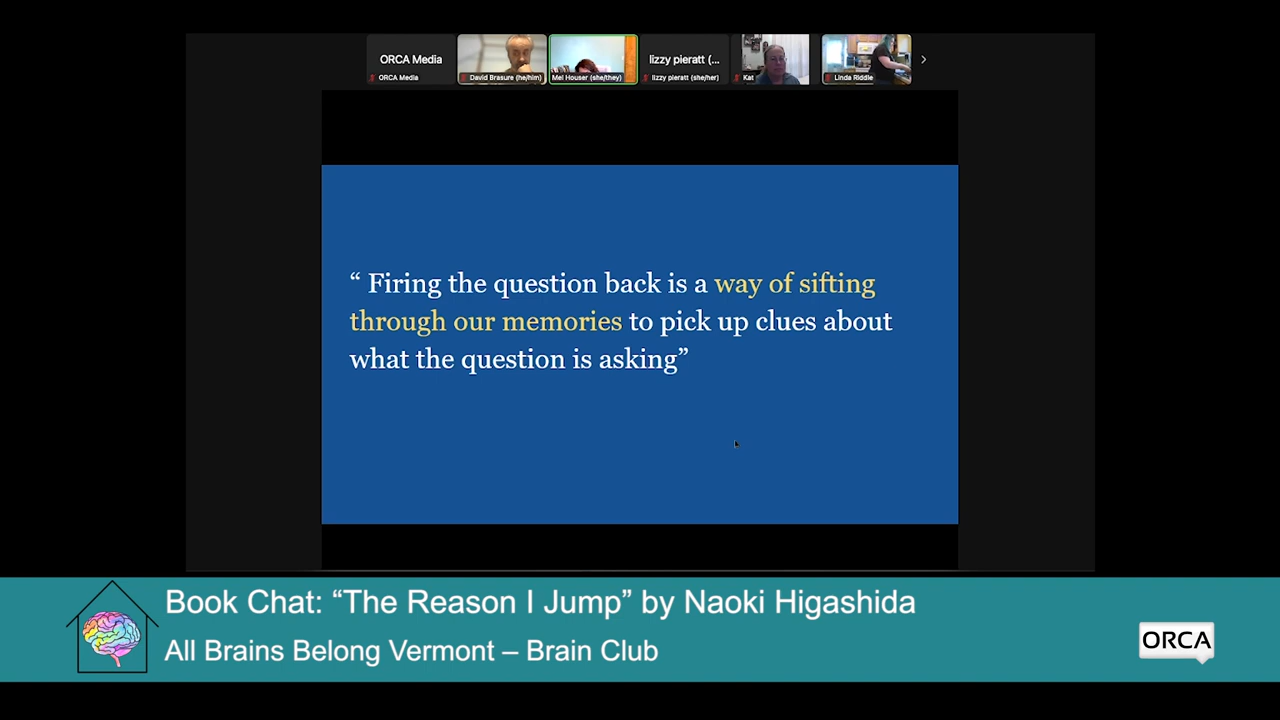 ORCA Media
lizzy pieratt (...
ORCA Media
David Brasure (he/him)
Mel Houser (she/they)
lizzy pieratt (she/her)
Kat
Linda Riddle
“ Firing the question back is a way of sifting
through our memories to pick up clues about
what the question is asking”
Book Chat: “The Reason I Jump” by Naoki Higashida
All Brains Belong Vermont – Brain Club
ORCA